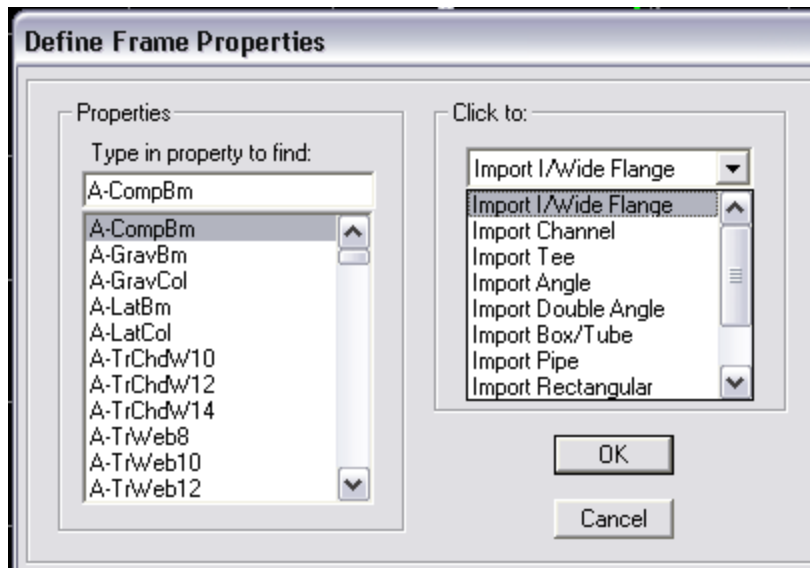 Define Frame Properties
Properties
Type in property to find:
A-CompBm
A-CompBm
A-GravBm
A-GravCol
A-LatBm
A-LatCol
A-TrChdW10
A-TrChdW12
A-TrChdW14
A-TrWeb8
A-TrWeb10
A-TrWeb12
Click to:
Import I/Wide Flange
Import I/Wide Flange
Import Channel
Import Tee
Import Angle
Import Double Angle
Import Box/Tube
Import Pipe
Import Rectangular
OK
Cancel